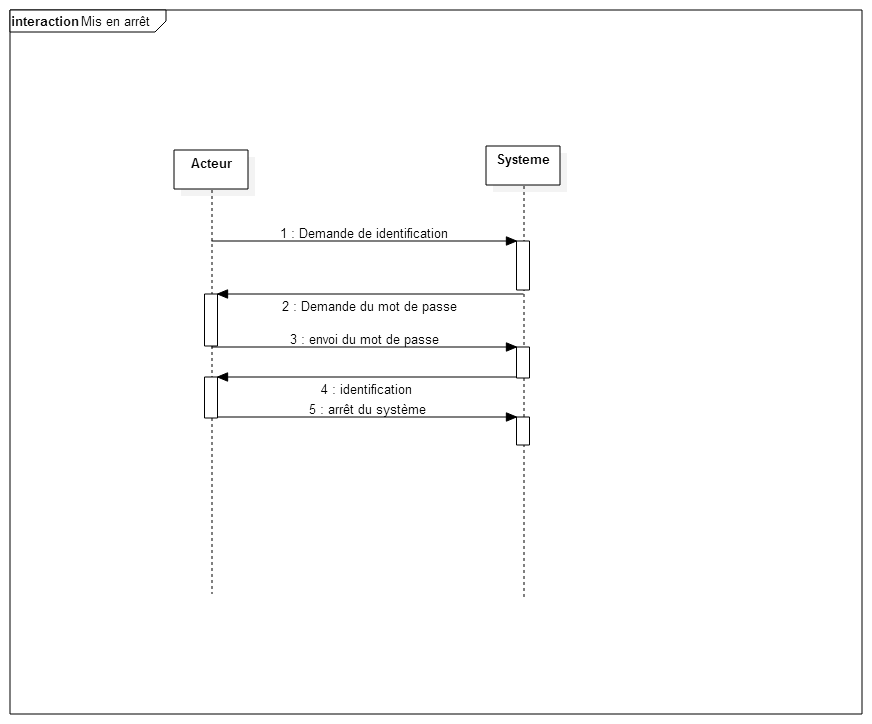 interaction Mis en arrêt
Acteur
Systeme
1 : Demande de identification
2 : Demande du mot de passe
3 : envoi du mot de passe
4 : identification
5 : arrêt du système